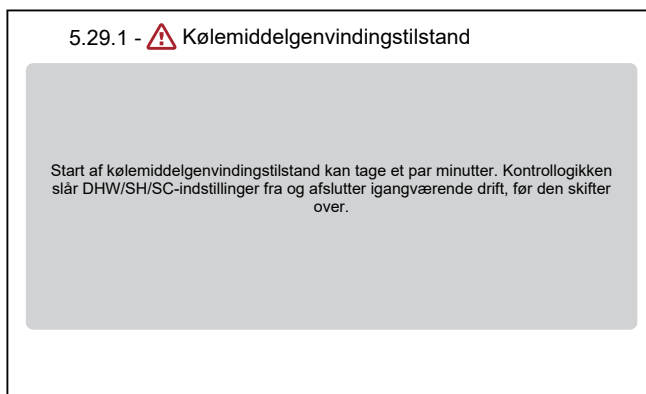 5.29.1 - Kølemiddelgenvindingstilstand
Start af kølemiddelgenvindingstilstand kan tage et par minutter. Kontrollogikken
slår DHW/SH/SC-indstillinger fra og afslutter igangværende drift, før den skifter
over.